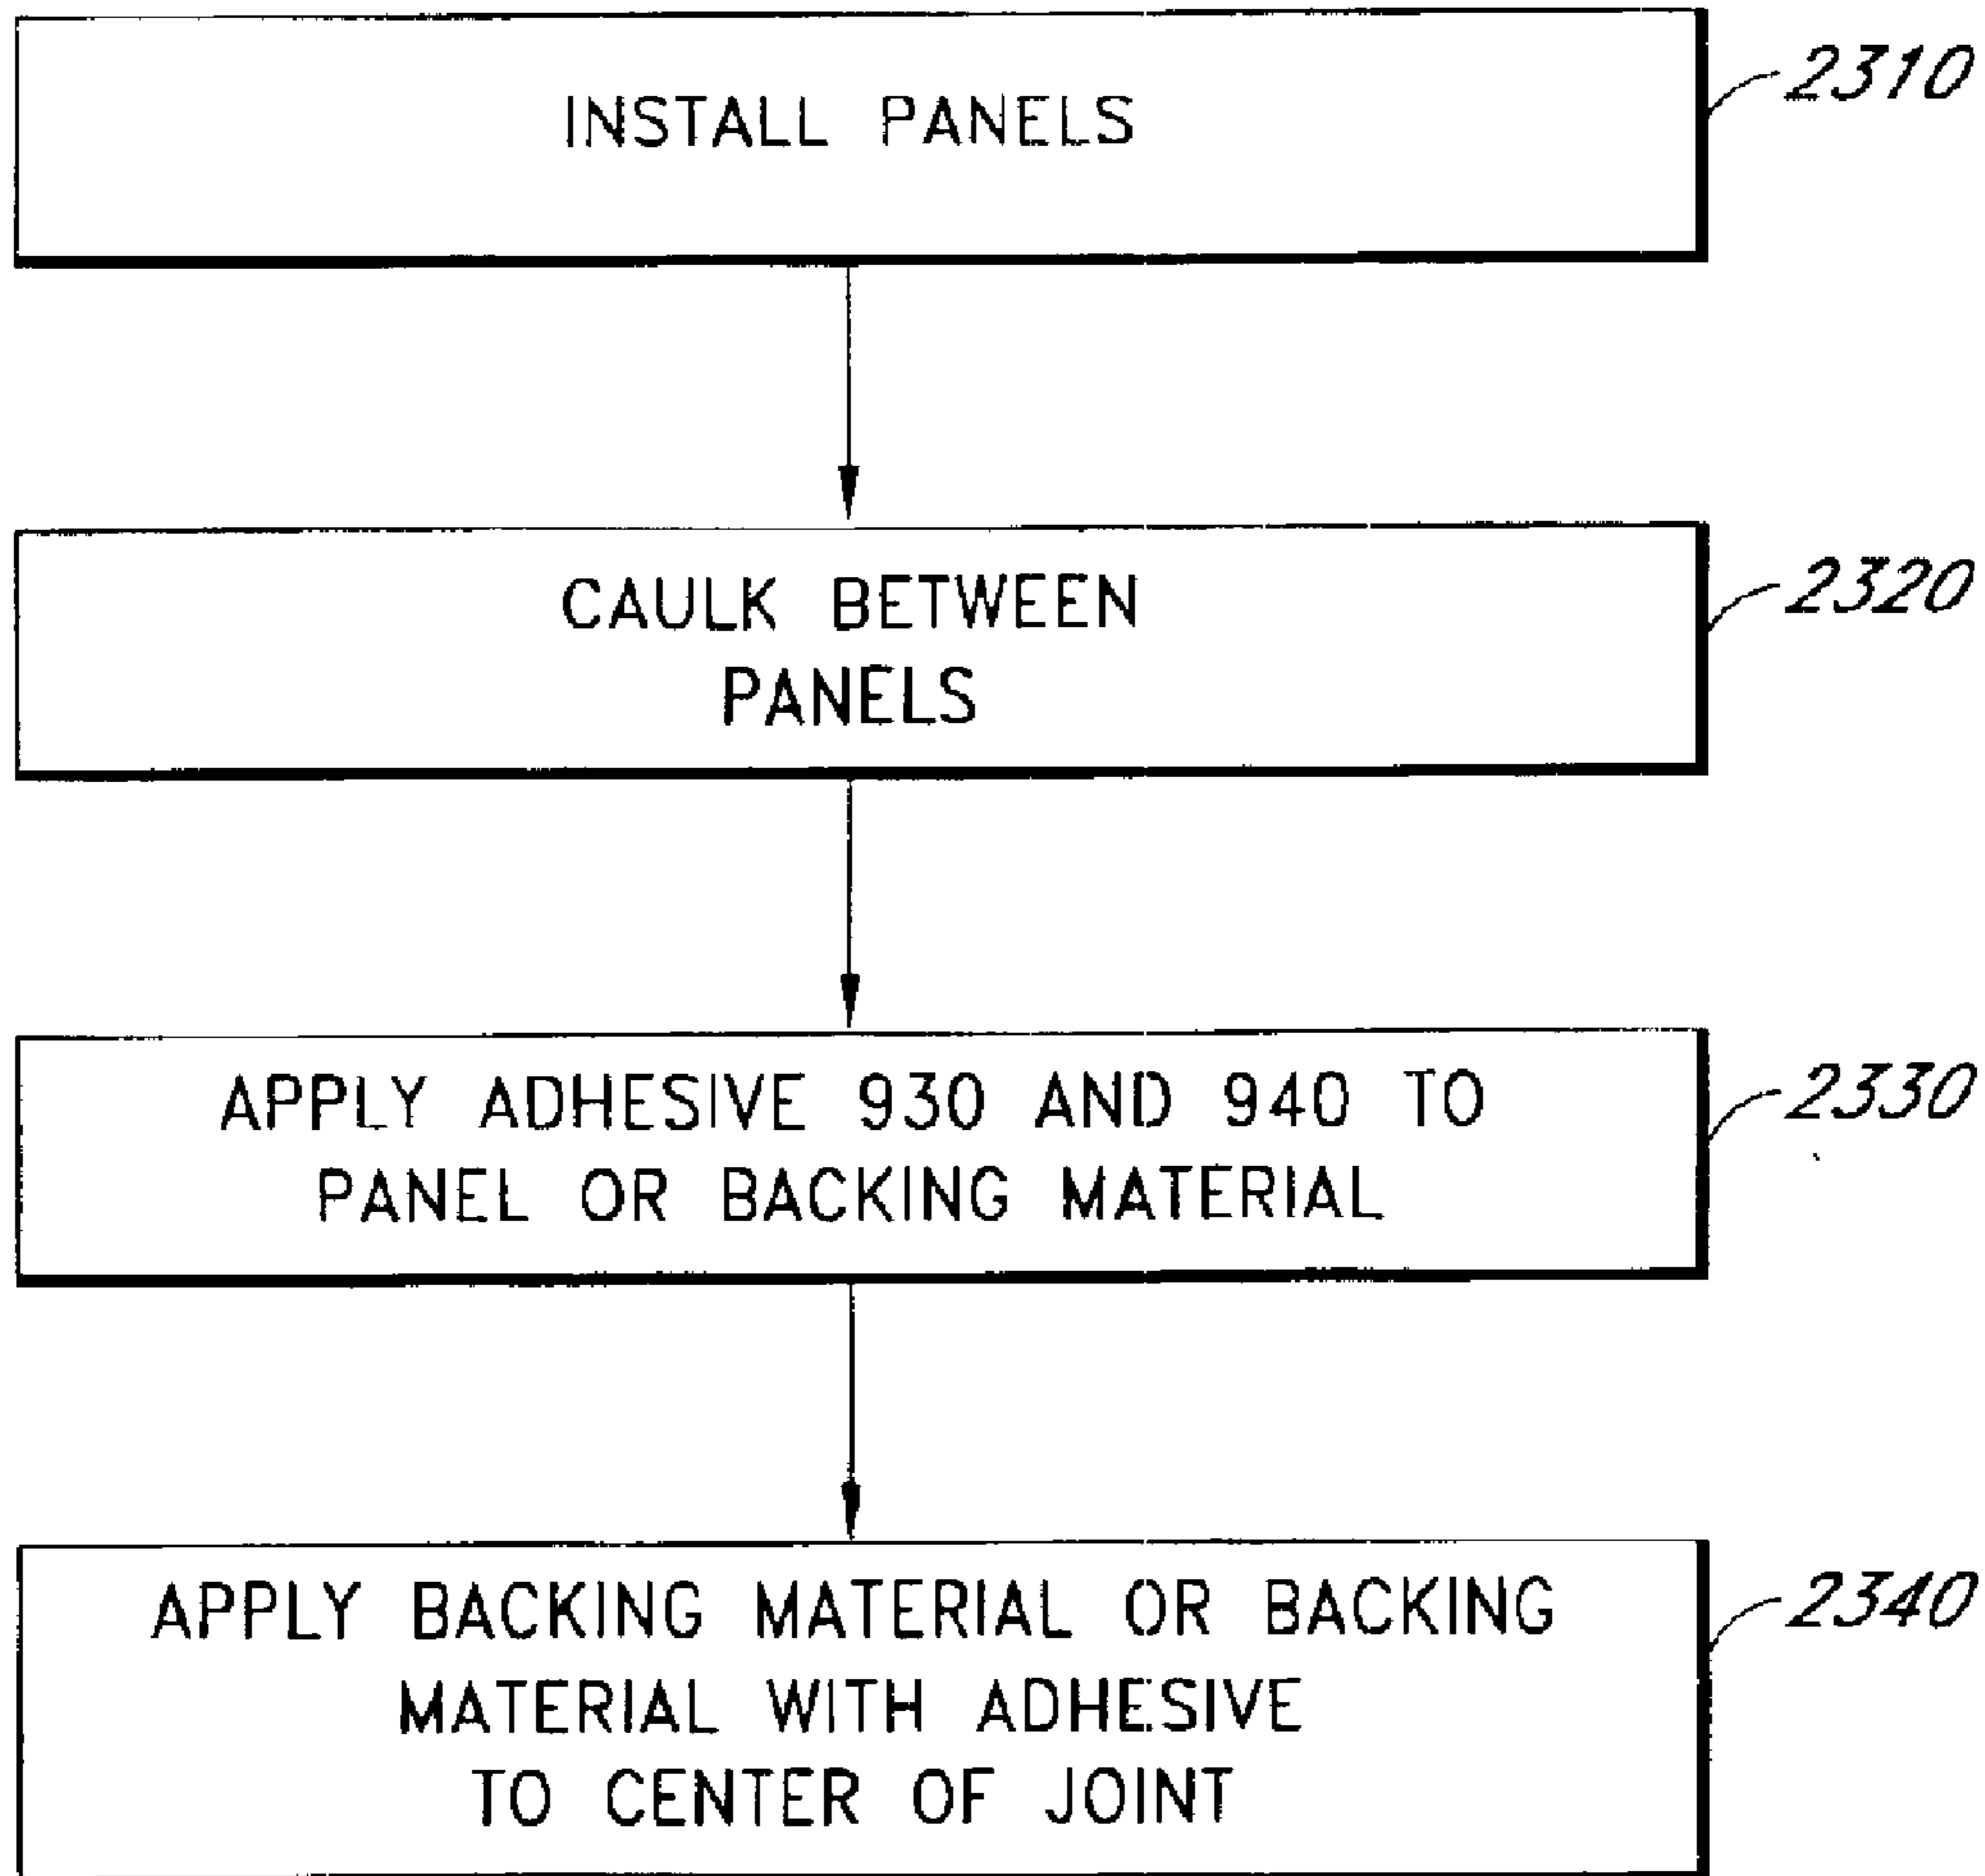 INSTALL PANELS
2310
CAULK BETWEEN
PANELS
2320
APPLY ADHESIVE 930 AND 940 TO
PANEL OR BACKING MATERIAL
2330
APPLY BACKING MATERIAL OR BACKING
MATERIAL WITH ADHESIVE
TO CENTER OF JOINT
2340